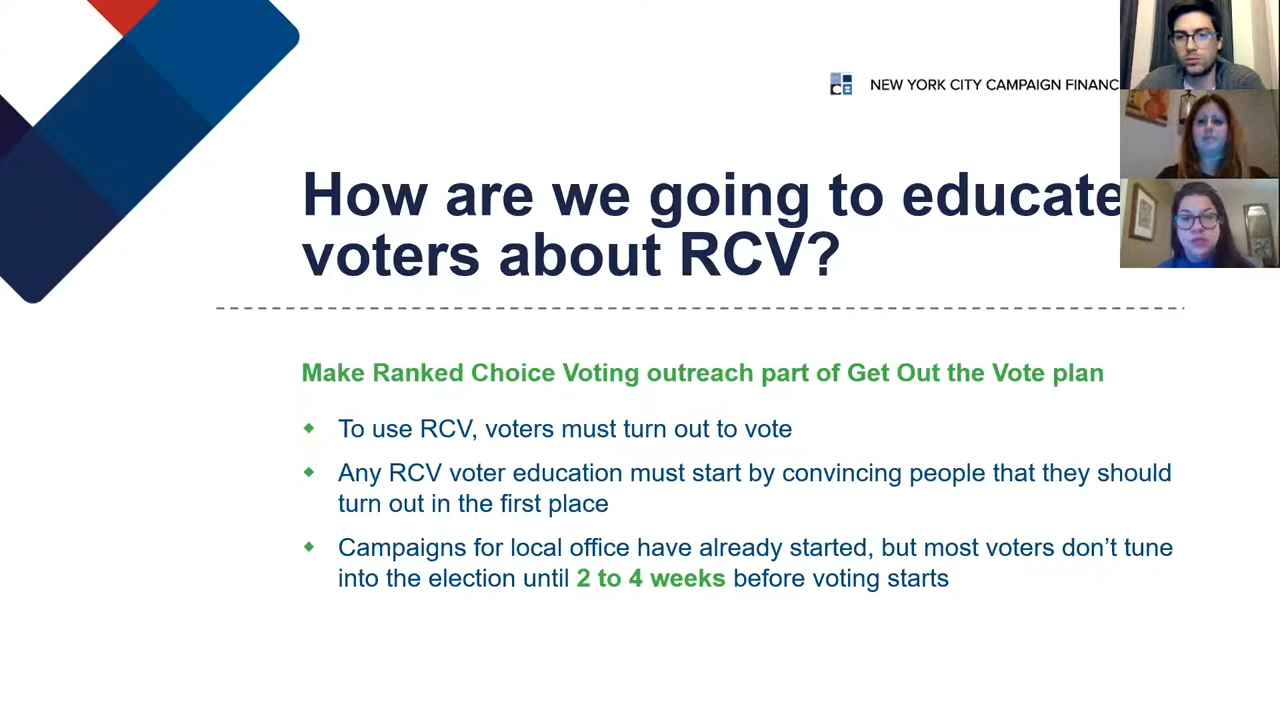 NEW YORK CITY CAMPAIGN FINANC
How are we going to educate
voters about RCV?
Make Ranked Choice Voting outreach part of Get Out the Vote plan
To use RCV, voters must turn out to vote
Any RCV voter education must start by convincing people that they should
turn out in the first place
Campaigns for local office have already started, but most voters don’t tune
into the election until 2 to 4 weeks before voting starts